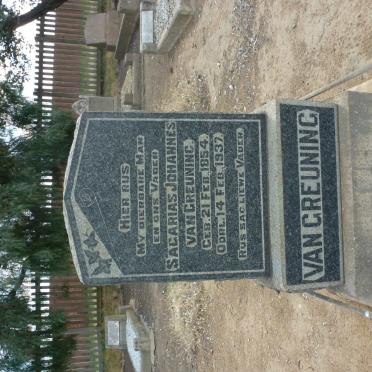 HIER RUS
MY DIERBARE MAN
EN ONS VADER
SAGARIAS JOHANNES
VAN CREUNING
GEB. 21 FEB. 1854.
OORL. 14 FEB. 1937.
RUS SAG LIEWE VADER
VAN CREUNING